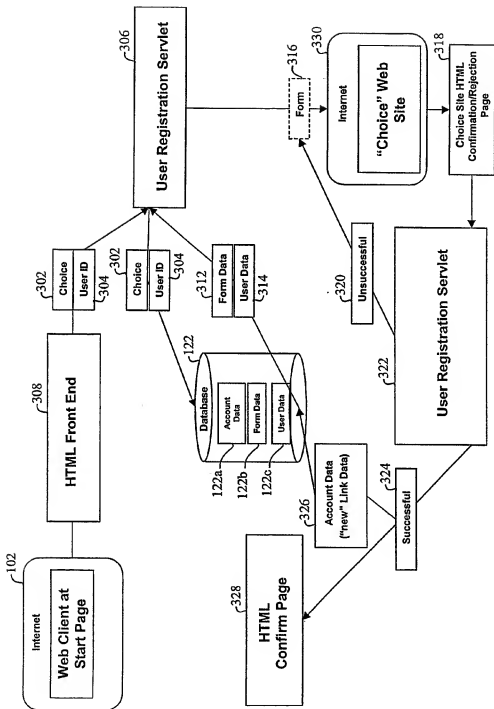 102
Internet
Web Client at
Start Page
308
HTML Front End
302
Choice
User ID
304
302
Choice
User ID
304
312
Form Data
User Data
314
306
User Registration Servlet
122
Database
Account
Data
Form Data
User Data
122a
122b
122c
316
Form
330
Internet
"Choice" Web
Site
318
Choice Site HTML
Confirmation/Rejection
Page
320
Unsuccessful
322
User Registration Servlet
324
Successful
326
Account Data
("new" Link Data)
328
HTML
Confirm Page